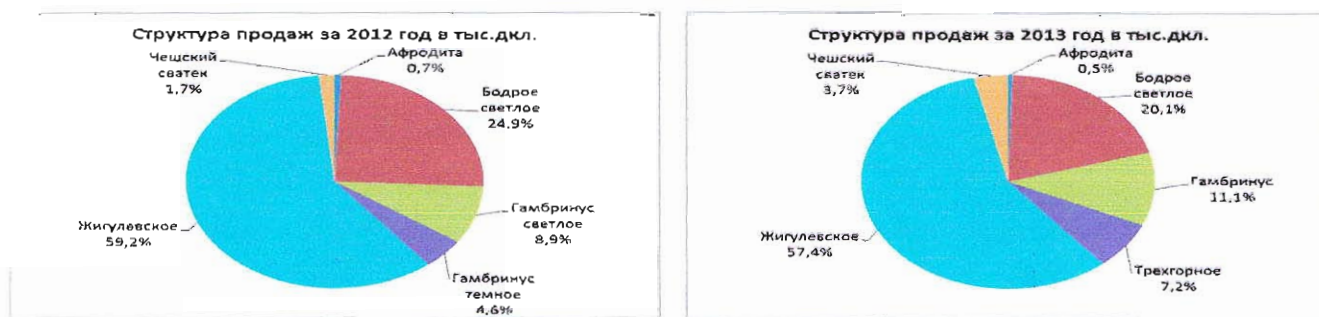 Структура продаж за 2012 год в тыс.дкл.
Чешский
сватек
1,7%
Афродита
0,7%
Бодрое
светлое
24,9%
Жигулевское
59,2%
Гамбринус
светлое
8,9%
Гамбринус
темное
4,6%
Структура продаж за 2013 год в тыс.дкл.
Чешский
сватек
3,7%
Афродита
0,5%
Бодрое
светлое
20,1%
Гамбринус
11,1%
Жигулевское
57,4%
Трехгорное
7,2%